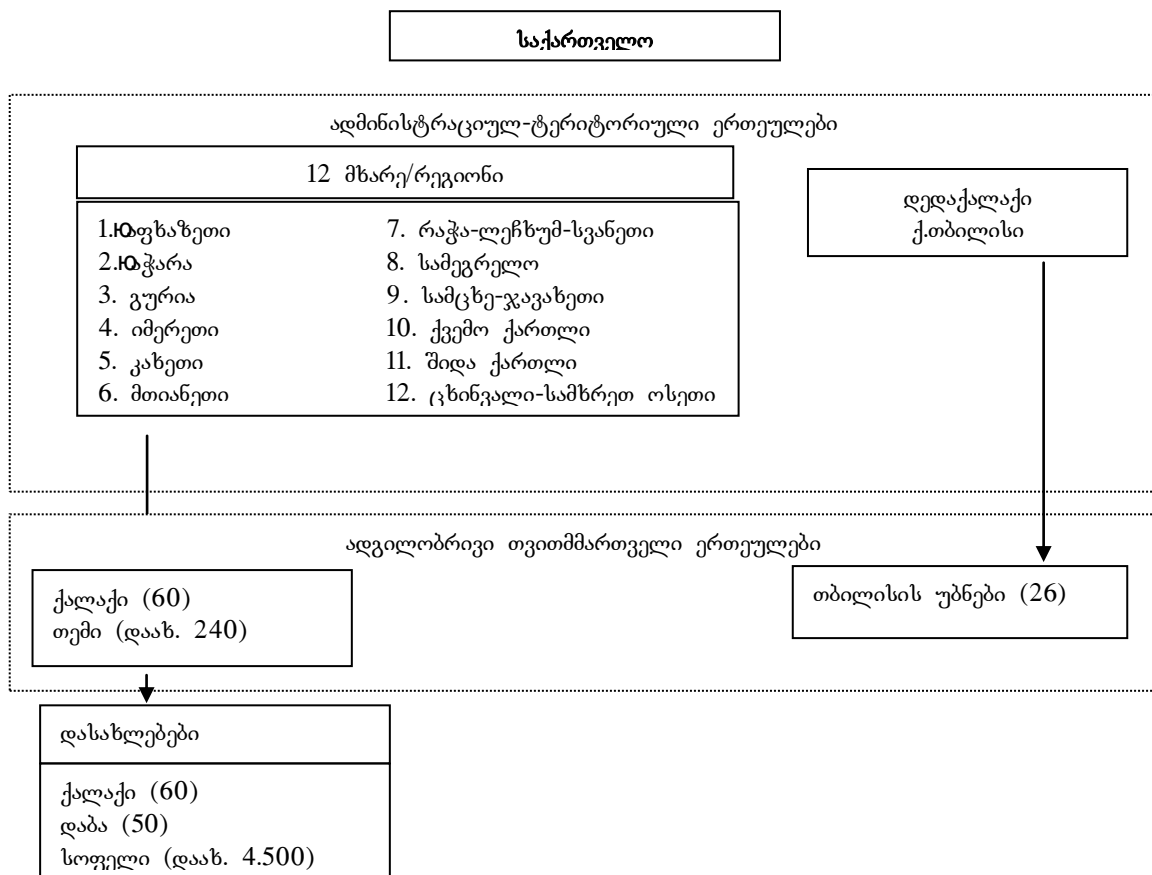 საქართველო
ადმინისტრაციულ-ტერიტორიული ერთეულები
12 მხარე/რეგიონი
1.აფხაზეთი
2.აჭარა
3. გურია
4. იმერეთი
5. კახეთი
6. მთიანეთი
7. რაჭა-ლეჩხუმ-სვანეთი
8. სამეგრელო
9. სამცხე-ჯავახეთი
10. ქვემო ქართლი
11. შიდა ქართლი
12. ცხინვალი-სამხრეთ ოსეთი
დედაქალაქი
ქ.თბილისი
ადგილობრივი თვითმმართველი ერთეულები
ქალაქი (60)
თემი (დაახ. 240)
თბილისის უბნები (26)
დასახლებები
ქალაქი (60)
დაბა (50)
სოფელი (დაახ. 4.500)